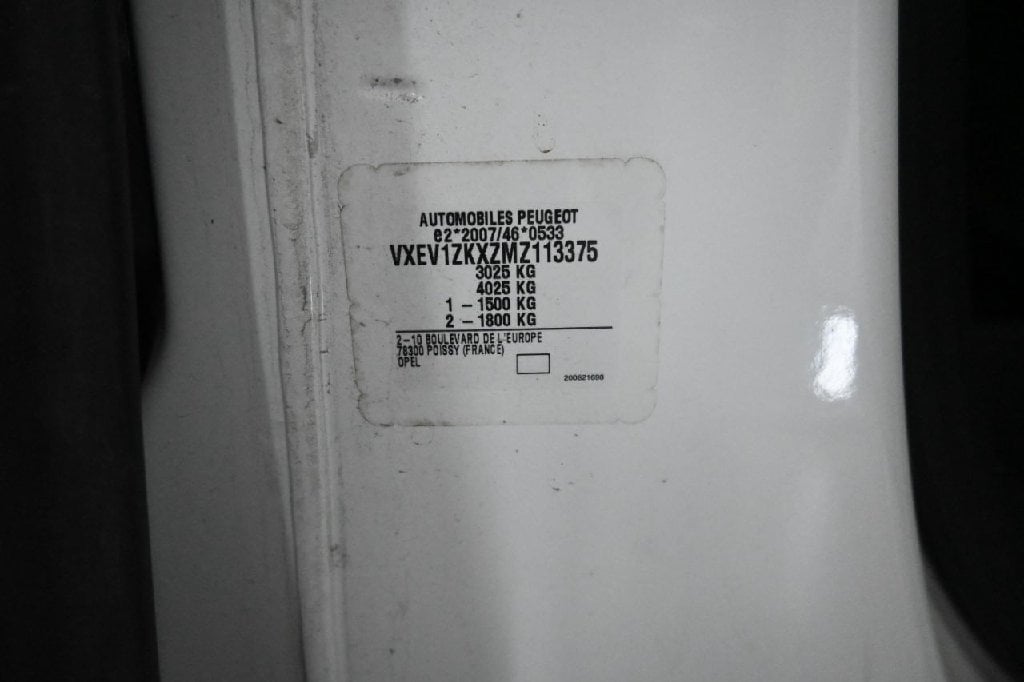 AUTOMOBILES PEUGEOT
e2*2007/46*0533
VXEV1ZKXZMZ113375
3025 KG
4025 KG
1 - 1500 KG
2 - 1800 KG
2-10 BOULEVARD DE L'EUROPE
78300 POISSY (FRANCE)
OPEL